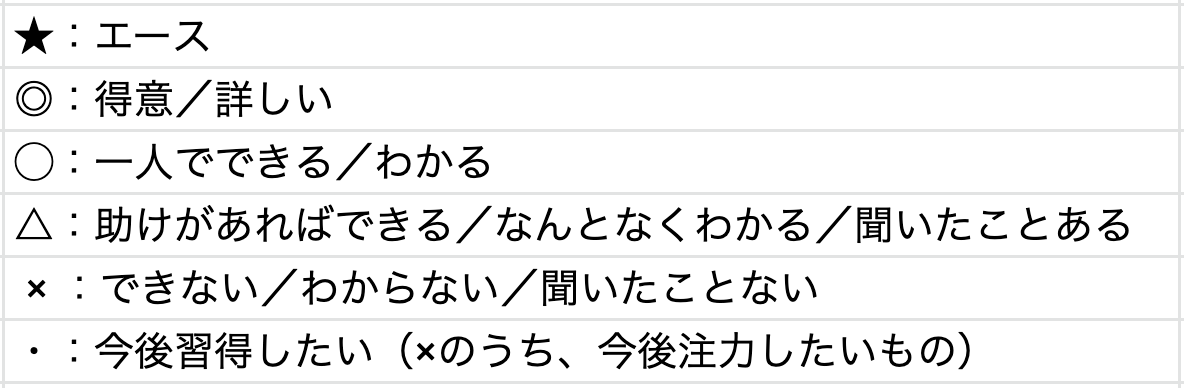 ★：エース
◎：得意／詳しい
◯：一人でできる／わかる
△：助けがあればできる／なんとなくわかる／聞いたことある
×：できない／わからない／聞いたことない
・：今後習得したい（×のうち、今後注力したいもの）